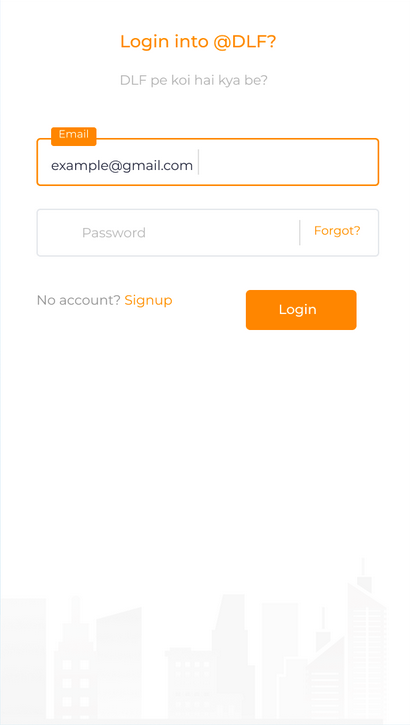 Login into @DLF?
DLF pe koi hai kya be?
Email
example@gmail.com
Password
Forgot?
No account? Signup
Login